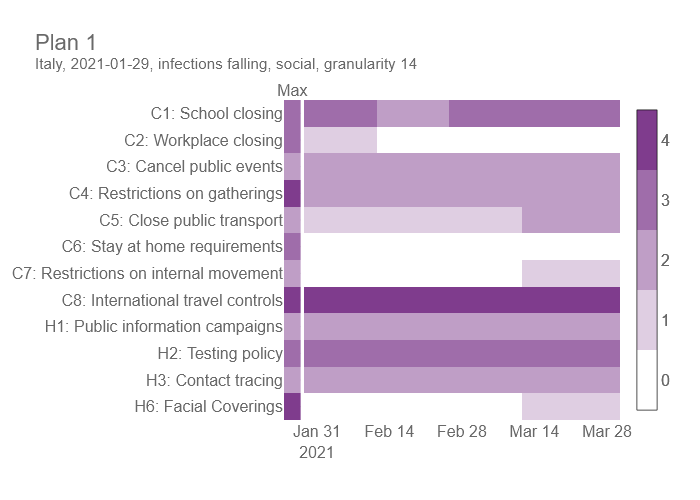 Plan 1
Italy, 2021-01-29, infections falling, social, granularity 14
Max
C1: School closing
C2: Workplace closing
C3: Cancel public events
C4: Restrictions on gatherings
C5: Close public transport
C6: Stay at home requirements
C7: Restrictions on internal movement
C8: International travel controls
H1: Public information campaigns
H2: Testing policy
H3: Contact tracing
H6: Facial Coverings
Jan 31 Feb 14 Feb 28 Mar 14 Mar 28
2021
4
3
2
1
0